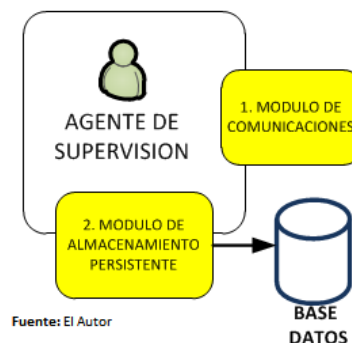 AGENTE DE
SUPERVISION
1. MODULO DE
COMUNICACIONES
2. MODULO DE
ALMACENAMIENTO
PERSISTENTE
BASE
DATOS
Fuente: El Autor